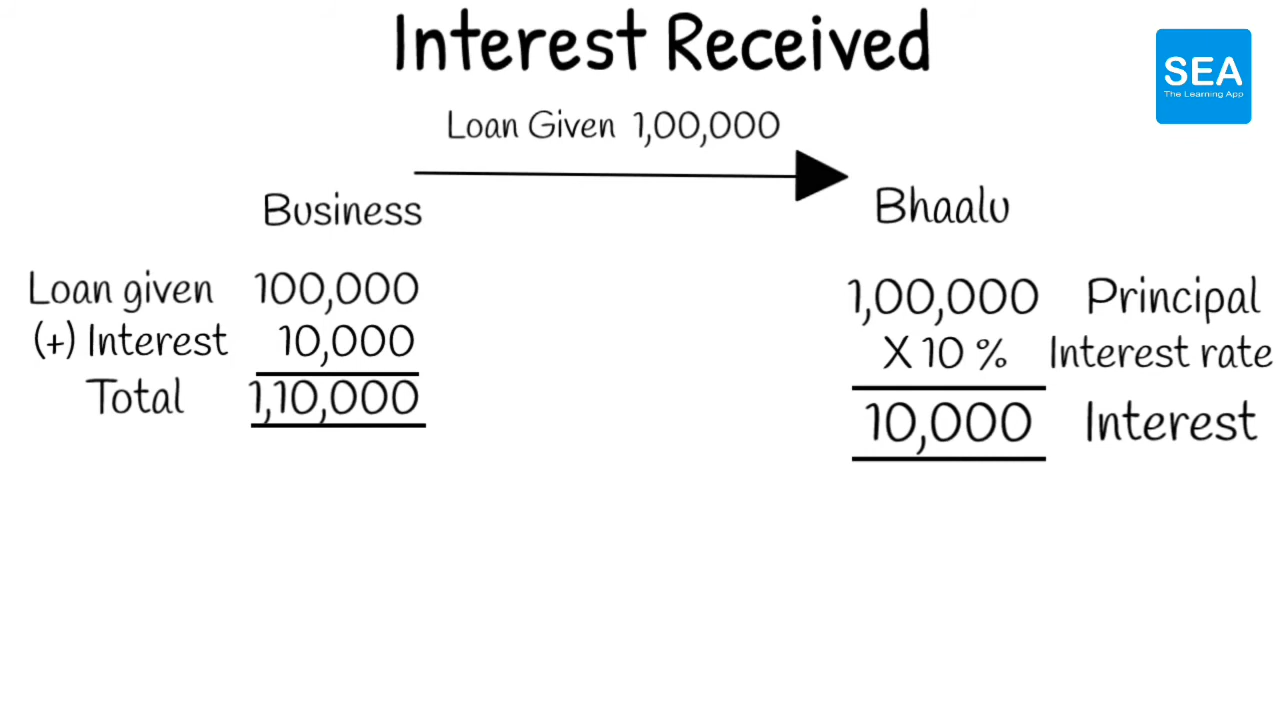 Interest Received
SEA
The Learning App
Loan Given 1,00,000
Business
Bhaalu
Loan given 100,000
(+) Interest 10,000
Total 1,10,000
1,00,000 Principal
X 10 % Interest rate
10,000 Interest